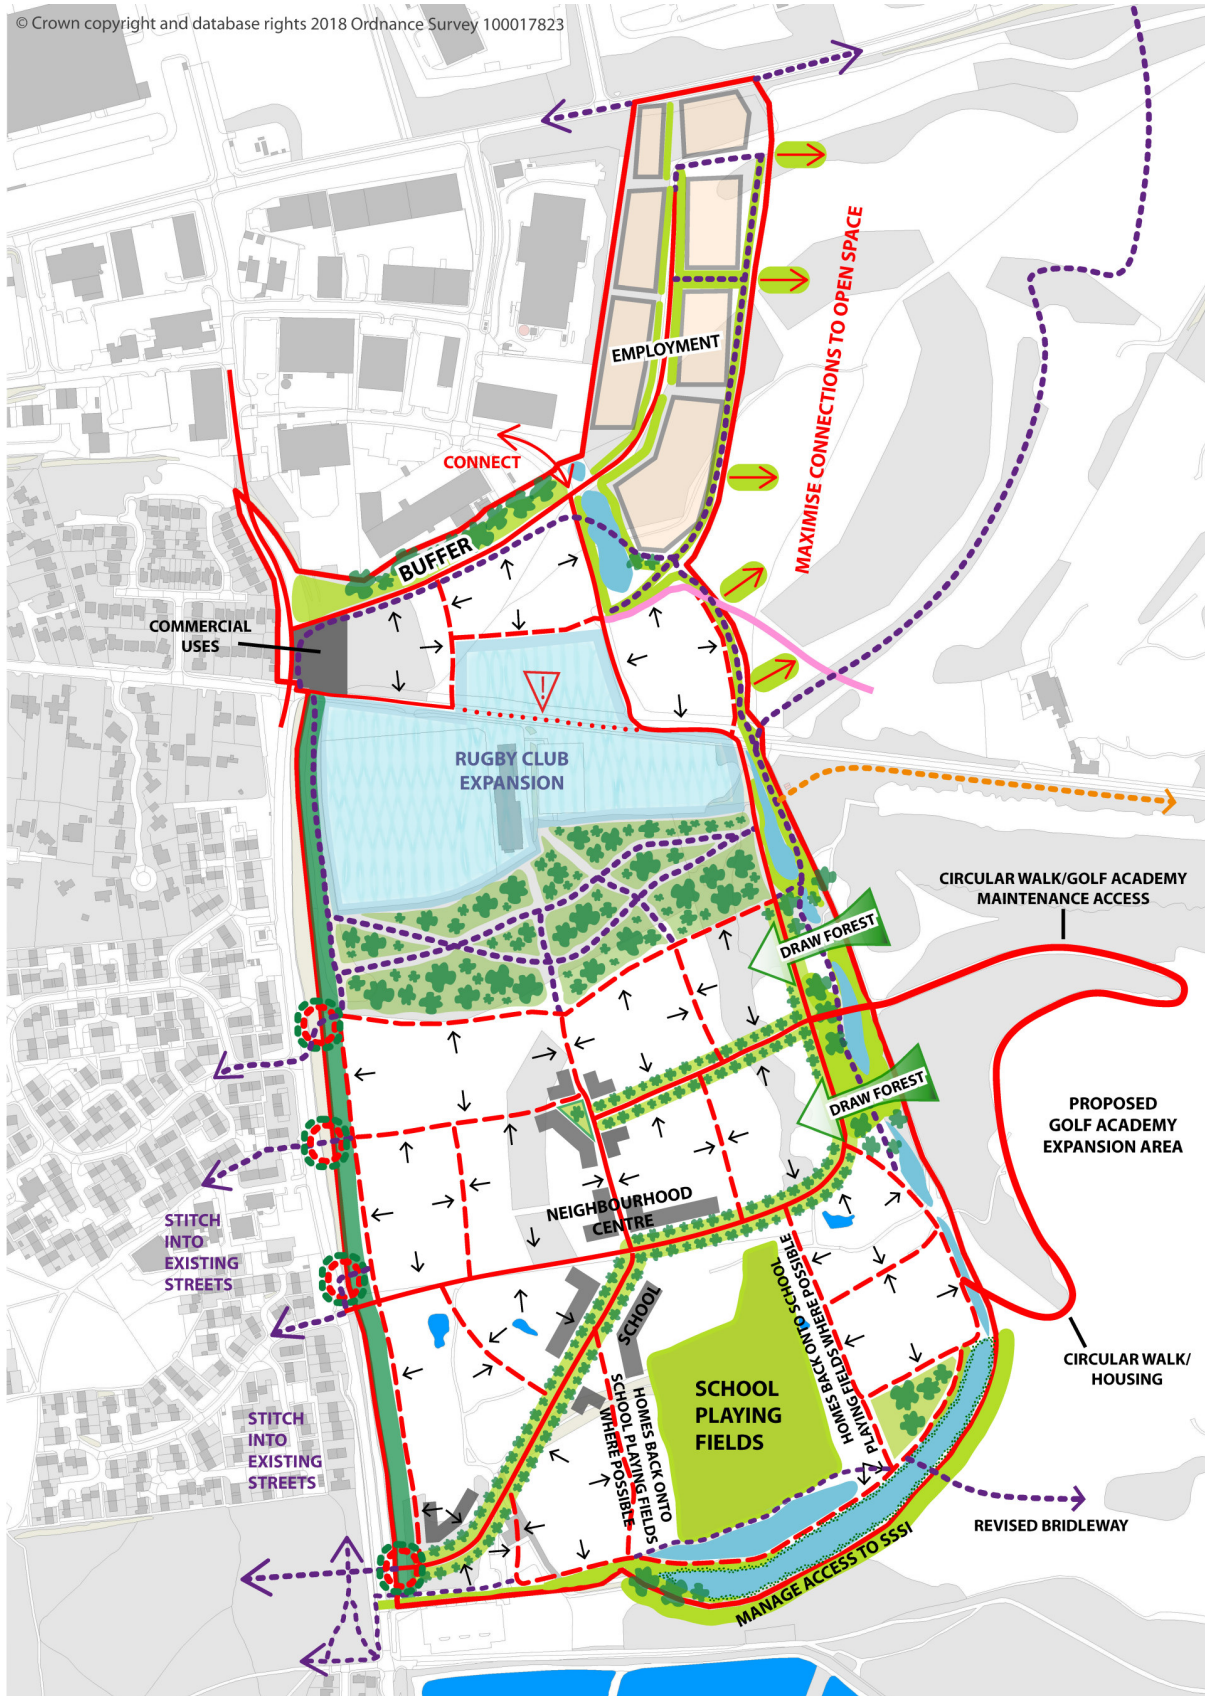 © Crown copyright and database rights 2018 Ordnance Survey 100017823
MAXIMISE CONNECTIONS TO OPEN SPACE
EMPLOYMENT
CONNECT
BUFFER
COMMERCIAL
USES
!
RUGBY CLUB
EXPANSION
CIRCULAR WALK/GOLF ACADEMY
MAINTENANCE ACCESS
DRAW FOREST
DRAW FOREST
PROPOSED
GOLF ACADEMY
EXPANSION AREA
NEIGHBOURHOOD
CENTRE
STITCH
INTO
EXISTING
STREETS
SCHOOL
HOMES BACK ONTO SCHOOL
PLAYING FIELDS WHERE POSSIBLE
CIRCULAR WALK/
HOUSING
HOMES BACK ONTO
SCHOOL PLAYING FIELDS
WHERE POSSIBLE
SCHOOL
PLAYING
FIELDS
STITCH
INTO
EXISTING
STREETS
REVISED BRIDLEWAY
MANAGE ACCESS TO SSSI